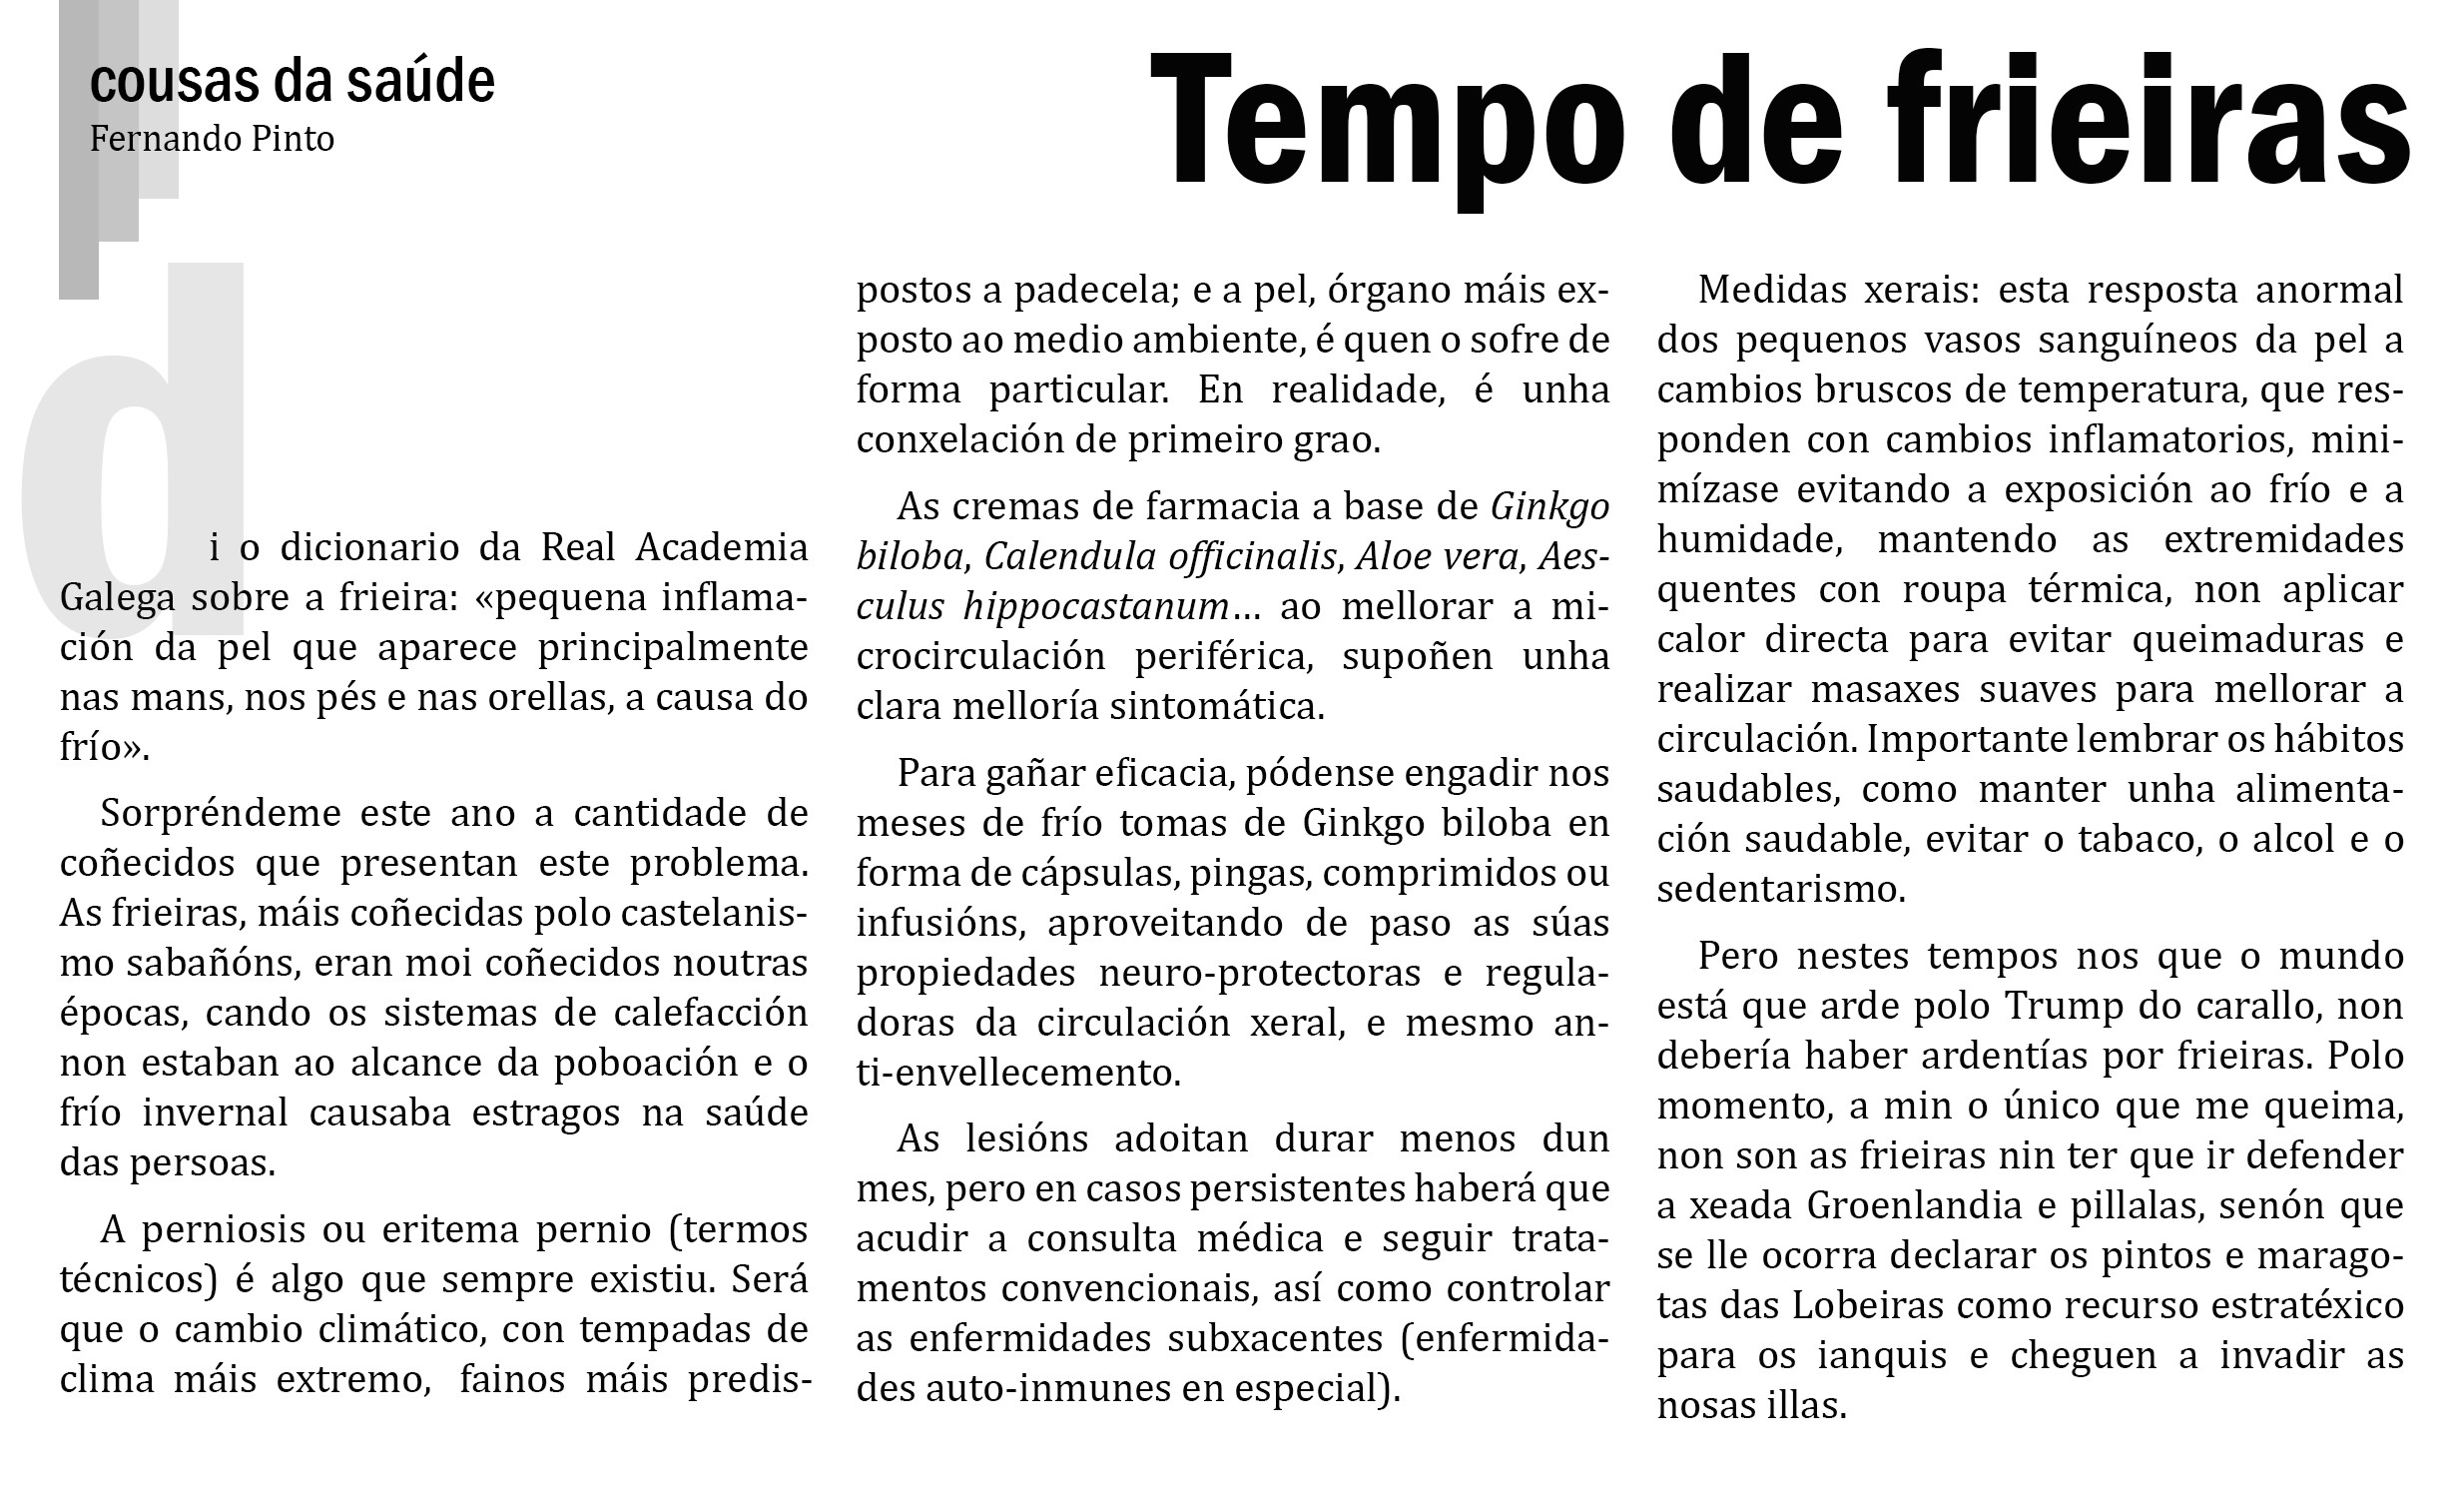 cousas da saúde
Fernando Pinto
Tempo de frieiras
di o dicionario da Real Academia
Galega sobre a frieira: «pequena inflama-
ción da pel que aparece principalmente
nas mans, nos pés e nas orellas, a causa do
frío».
Sorpréndeme este ano a cantidade de
coñecidos que presentan este problema.
As frieiras, máis coñecidas polo castelanis-
mo sabañóns, eran moi coñecidos noutras
épocas, cando os sistemas de calefacción
non estaban ao alcance da poboación e o
frío invernal causaba estragos na saúde
das persoas.
A perniosis ou eritema pernio (termos
técnicos) é algo que sempre existiu. Será
que o cambio climático, con tempadas de
clima máis extremo, fainos máis predis-
postos a padecela; e a pel, órgano máis ex-
posto ao medio ambiente, é quen o sofre de
forma particular. En realidade, é unha
conxelación de primeiro grao.
As cremas de farmacia a base de Ginkgo
biloba, Calendula officinalis, Aloe vera, Aes-
culus hippocastanum... ao mellorar a mi-
crocirculación periférica, supoñen unha
clara melloría sintomática.
Para gañar eficacia, pódense engadir nos
meses de frío tomas de Ginkgo biloba en
forma de cápsulas, pingas, comprimidos ou
infusións, aproveitando de paso as súas
propiedades neuro-protectoras e regula-
doras da circulación xeral, e mesmo an-
ti-envellecemento.
As lesións adoitan durar menos dun
mes, pero en casos persistentes haberá que
acudir a consulta médica e seguir trata-
mentos convencionais, así como controlar
as enfermidades subxacentes (enfermida-
des auto-inmunes en especial).
Medidas xerais: esta resposta anormal
dos pequenos vasos sanguíneos da pel a
cambios bruscos de temperatura, que res-
ponden con cambios inflamatorios, mini-
mízase evitando a exposición ao frío e a
humidade, mantendo as extremidades
quentes con roupa térmica, non aplicar
calor directa para evitar queimaduras e
realizar masaxes suaves para mellorar a
circulación. Importante lembrar os hábitos
saudables, como manter unha alimenta-
ción saudable, evitar o tabaco, o alcol e o
sedentarismo.
Pero nestes tempos nos que o mundo
está que arde polo Trump do carallo, non
debería haber ardentías por frieiras. Polo
momento, a min o único que me queima,
non son as frieiras nin ter que ir defender
a xeada Groenlandia e pillalas, senón que
se lle ocorra declarar os pintos e marago-
tas das Lobeiras como recurso estratéxico
para os ianquis e cheguen a invadir as
nosas illas.